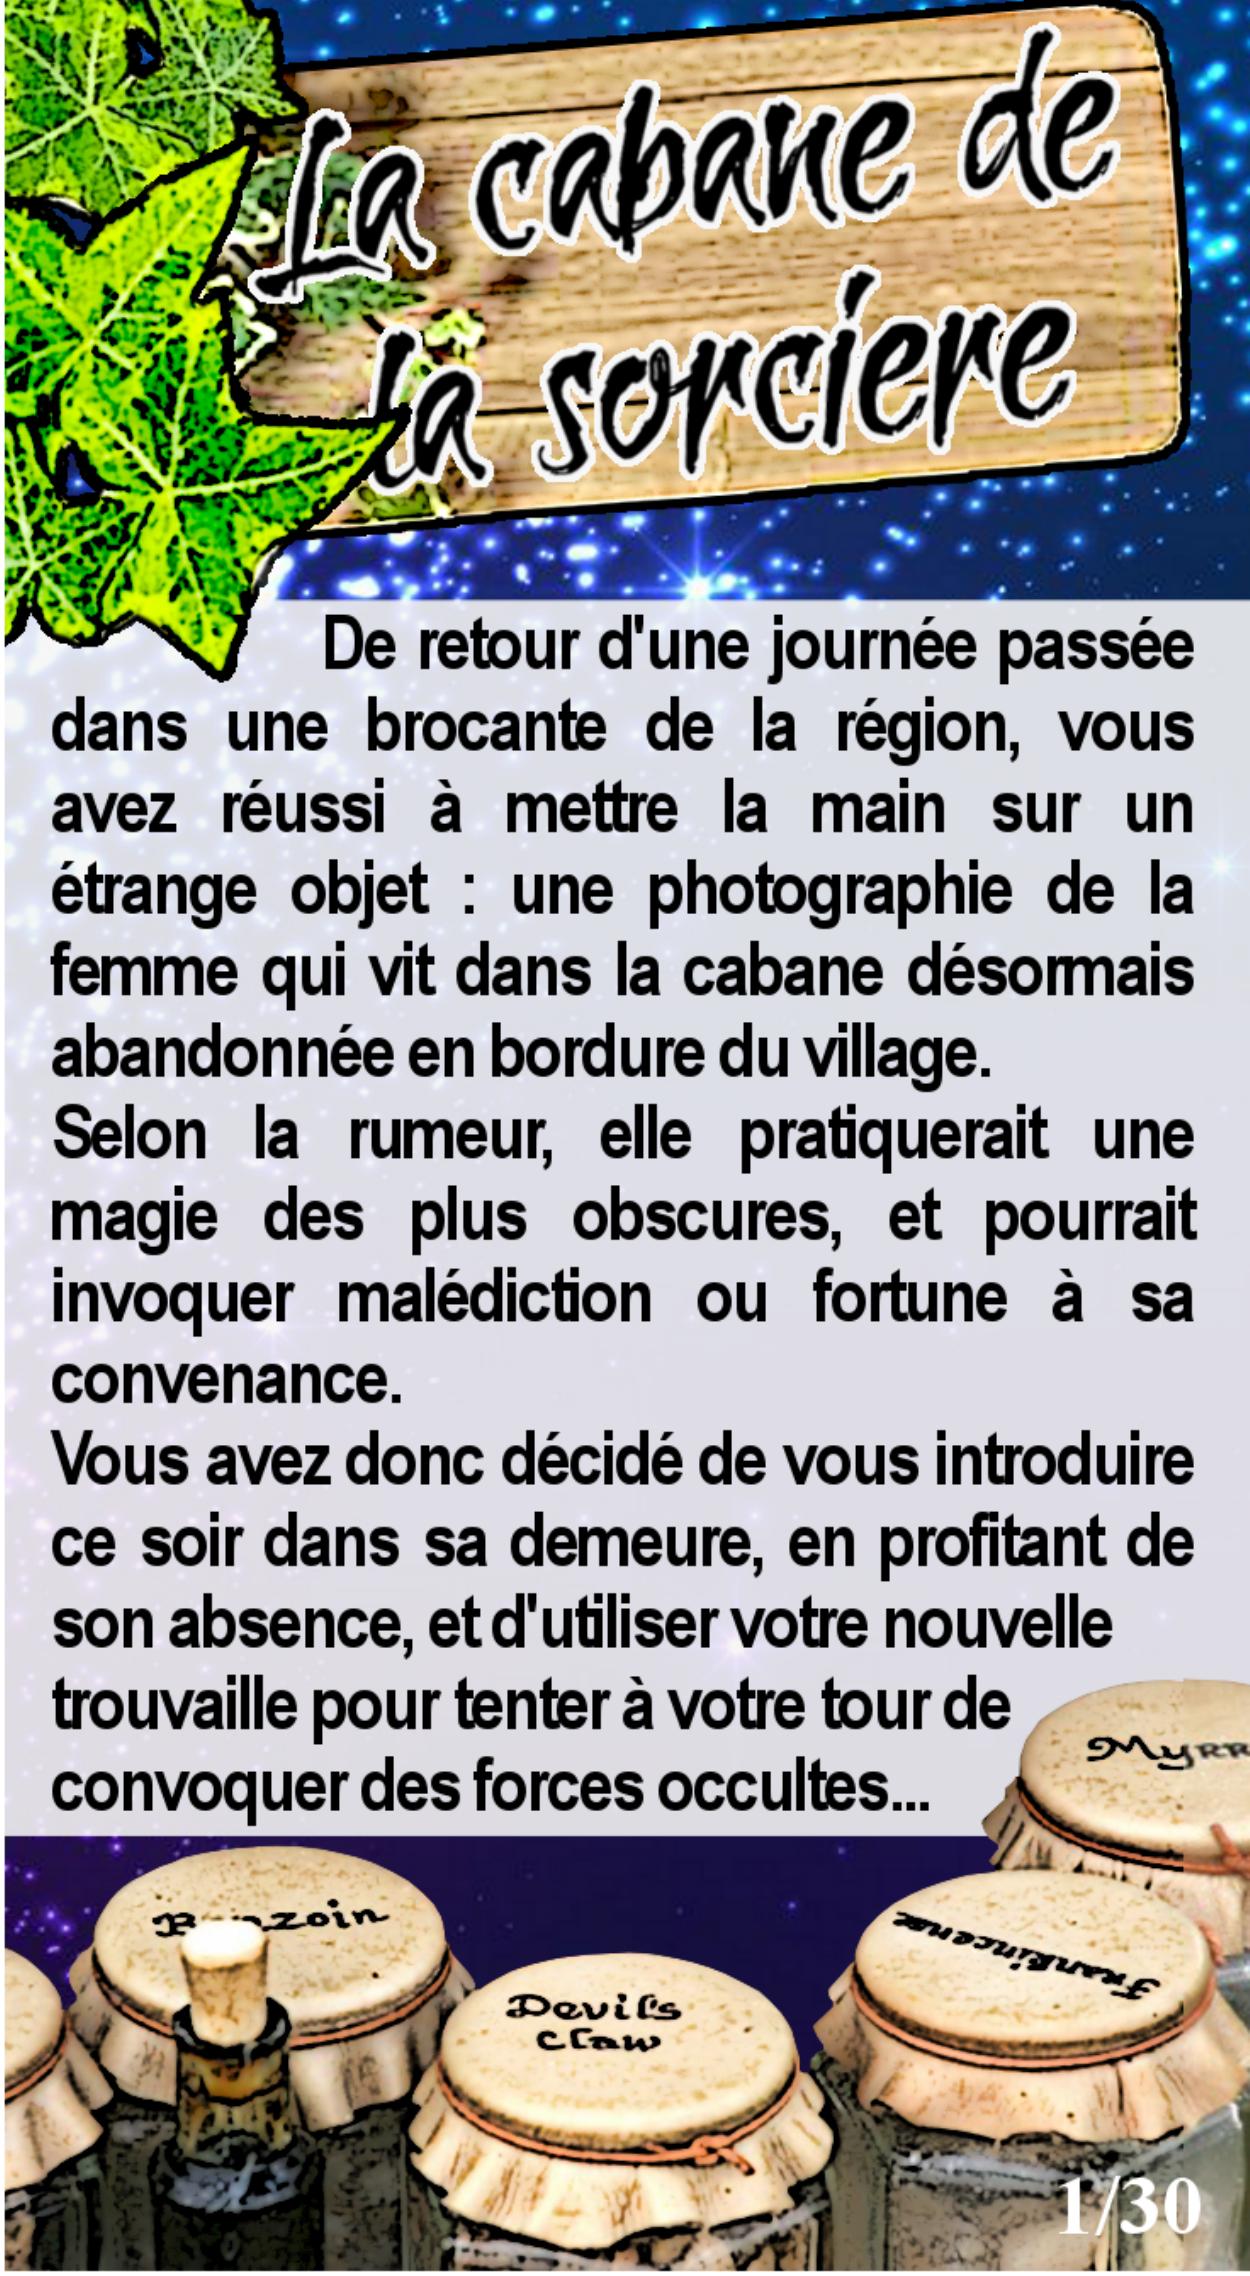 La cabane de
la sorciere
De retour d'une journée passée
dans une brocante de la région, vous
avez réussi à mettre la main sur un
étrange objet : une photographie de la
femme qui vit dans la cabane désormais
abandonnée en bordure du village.
Selon la rumeur, elle pratiquerait une
magie des plus obscures, et pourrait
invoquer malédiction ou fortune à sa
convenance.
Vous avez donc décidé de vous introduire
ce soir dans sa demeure, en profitant de
son absence, et d'utiliser votre nouvelle
trouvaille pour tenter à votre tour de
convoquer des forces occultes...
Myrr
Frankincense
Devil's
claw
1/30